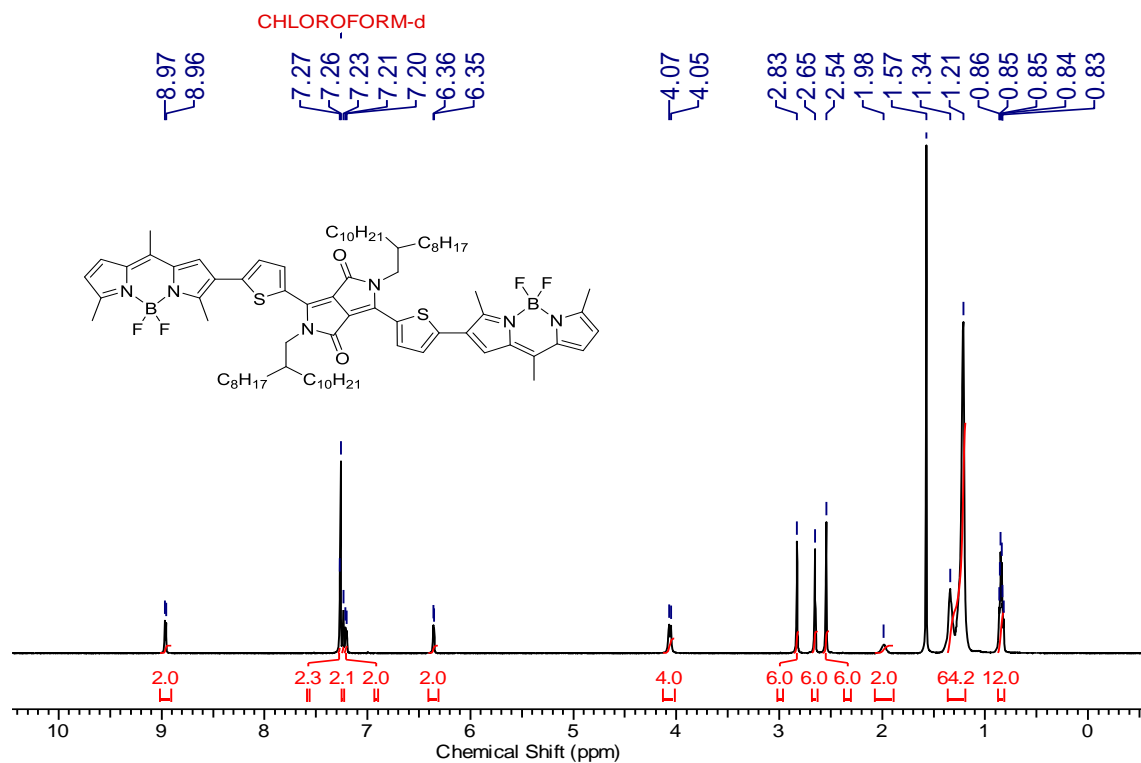 CHLOROFORM-d
8.97 8.96 7.27 7.26 7.23 7.21 7.20 6.36 6.35 4.07 4.05 2.83 2.65 2.54 1.98 1.57 1.34 1.21 0.86 0.85 0.85 0.84 0.83
C10H21 C8H17
O
N
F F
B
N N
S
O
N
S
N N
B
F F
C8H17 C10H21
2.0 2.3 2.1 2.0 2.0 4.0 6.0 6.0 6.0 2.0 64.2 12.0
10 9 8 7 6 5 4 3 2 1 0
Chemical Shift (ppm)